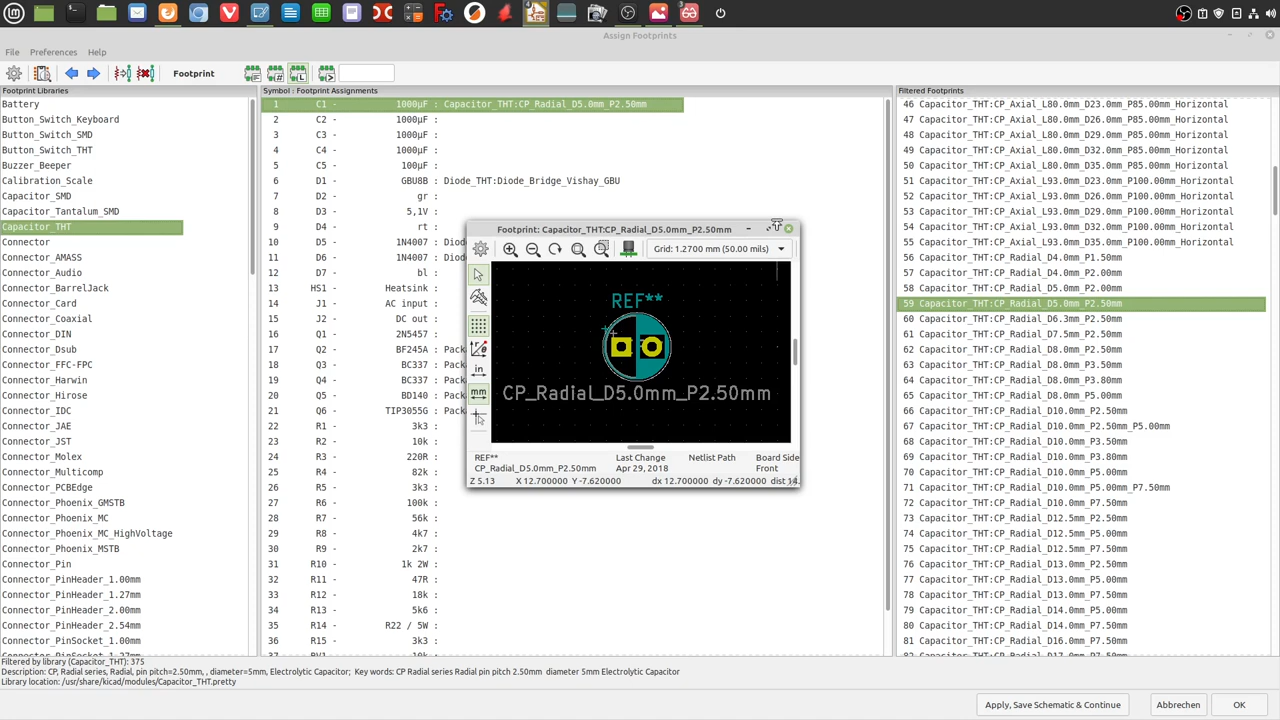 Assign Footprints
File Preferences Help
Footprint
Footprint Libraries
Battery
Button_Switch_Keyboard
Button_Switch_SMD
Button_Switch_THT
Buzzer_Beeper
Calibration_Scale
Capacitor_SMD
Capacitor_Tantalum_SMD
Capacitor_THT
Connector
Connector_AMASS
Connector_Audio
Connector_BarrelJack
Connector_Card
Connector_Coaxial
Connector_DIN
Connector_Dsub
Connector_FFC-FPC
Connector_Harwin
Connector_Hirose
Connector_IDC
Connector_JAE
Connector_JST
Connector_Molex
Connector_Multicomp
Connector_PCBEdge
Connector_Phoenix_GMSTB
Connector_Phoenix_MC
Connector_Phoenix_MC_HighVoltage
Connector_Phoenix_MSTB
Connector_Pin
Connector_PinHeader_1.00mm
Connector_PinHeader_1.27mm
Connector_PinHeader_2.00mm
Connector_PinHeader_2.54mm
Connector_PinSocket_1.00mm
Connector_PinSocket_1.27mm
Symbol : Footprint Assignments
1 C1 - 1000µF : Capacitor_THT:CP_Radial_D5.0mm_P2.50mm
2 C2 - 1000µF :
3 C3 - 1000µF :
4 C4 - 1000µF :
5 C5 - 100µF :
6 D1 - GBU8B : Diode_THT:Diode_Bridge_Vishay_GBU
7 D2 - gr :
8 D3 - 5,1V :
9 D4 - rt :
10 D5 - 1N4007 : Diod
11 D6 - 1N4007 : Diod
12 D7 - bl :
13 HS1 - Heatsink :
14 J1 - AC input :
15 J2 - DC out :
16 Q1 - 2N5457 : Pack
17 Q2 - BF245A : Pack
18 Q3 - BC337 : Pack
19 Q4 - BC337 : Pack
20 Q5 - BD140 : Pack
21 Q6 - TIP3055G : Pack
22 R1 - 3k3 :
23 R2 - 10k :
24 R3 - 220R :
25 R4 - 82k :
26 R5 - 3k3 :
27 R6 - 100k :
28 R7 - 56k :
29 R8 - 4k7 :
30 R9 - 2k7 :
31 R10 - 1k 2W :
32 R11 - 47R :
33 R12 - 18k :
34 R13 - 5k6 :
35 R14 - R22 / 5W :
36 R15 - 3k3 :
Footprint: Capacitor_THT:CP_Radial_D5.0mm_P2.50mm
Grid: 1.2700 mm (50.00 mils)
in
mm
REF**
CP_Radial_D5.0mm_P2.50mm
REF** Last Change Netlist Path Board Side
CP_Radial_D5.0mm_P2.50mm Apr 29, 2018 Front
Z 5.13 X 12.700000 Y -7.620000 dx 12.700000 dy -7.620000 dist 14.
Filtered Footprints
46 Capacitor_THT:CP_Axial_L80.0mm_D23.0mm_P85.00mm_Horizontal
47 Capacitor_THT:CP_Axial_L80.0mm_D26.0mm_P85.00mm_Horizontal
48 Capacitor_THT:CP_Axial_L80.0mm_D29.0mm_P85.00mm_Horizontal
49 Capacitor_THT:CP_Axial_L80.0mm_D32.0mm_P85.00mm_Horizontal
50 Capacitor_THT:CP_Axial_L80.0mm_D35.0mm_P85.00mm_Horizontal
51 Capacitor_THT:CP_Axial_L93.0mm_D23.0mm_P100.00mm_Horizontal
52 Capacitor_THT:CP_Axial_L93.0mm_D26.0mm_P100.00mm_Horizontal
53 Capacitor_THT:CP_Axial_L93.0mm_D29.0mm_P100.00mm_Horizontal
54 Capacitor_THT:CP_Axial_L93.0mm_D32.0mm_P100.00mm_Horizontal
55 Capacitor_THT:CP_Axial_L93.0mm_D35.0mm_P100.00mm_Horizontal
56 Capacitor_THT:CP_Radial_D4.0mm_P1.50mm
57 Capacitor_THT:CP_Radial_D4.0mm_P2.00mm
58 Capacitor_THT:CP_Radial_D5.0mm_P2.00mm
59 Capacitor_THT:CP_Radial_D5.0mm_P2.50mm
60 Capacitor_THT:CP_Radial_D6.3mm_P2.50mm
61 Capacitor_THT:CP_Radial_D7.5mm_P2.50mm
62 Capacitor_THT:CP_Radial_D8.0mm_P2.50mm
63 Capacitor_THT:CP_Radial_D8.0mm_P3.50mm
64 Capacitor_THT:CP_Radial_D8.0mm_P3.80mm
65 Capacitor_THT:CP_Radial_D8.0mm_P5.00mm
66 Capacitor_THT:CP_Radial_D10.0mm_P2.50mm
67 Capacitor_THT:CP_Radial_D10.0mm_P2.50mm_P5.00mm
68 Capacitor_THT:CP_Radial_D10.0mm_P3.50mm
69 Capacitor_THT:CP_Radial_D10.0mm_P3.80mm
70 Capacitor_THT:CP_Radial_D10.0mm_P5.00mm
71 Capacitor_THT:CP_Radial_D10.0mm_P5.00mm_P7.50mm
72 Capacitor_THT:CP_Radial_D10.0mm_P7.50mm
73 Capacitor_THT:CP_Radial_D12.5mm_P2.50mm
74 Capacitor_THT:CP_Radial_D12.5mm_P5.00mm
75 Capacitor_THT:CP_Radial_D12.5mm_P7.50mm
76 Capacitor_THT:CP_Radial_D13.0mm_P2.50mm
77 Capacitor_THT:CP_Radial_D13.0mm_P5.00mm
78 Capacitor_THT:CP_Radial_D13.0mm_P7.50mm
79 Capacitor_THT:CP_Radial_D14.0mm_P5.00mm
80 Capacitor_THT:CP_Radial_D14.0mm_P7.50mm
81 Capacitor_THT:CP_Radial_D16.0mm_P7.50mm
Filtered by library (Capacitor_THT): 375
Description: CP, Radial series, Radial, pin pitch=2.50mm, , diameter=5mm, Electrolytic Capacitor; Key words: CP Radial series Radial pin pitch 2.50mm diameter 5mm Electrolytic Capacitor
Library location: /usr/share/kicad/modules/Capacitor_THT.pretty
Apply, Save Schematic & Continue
Abbrechen
OK